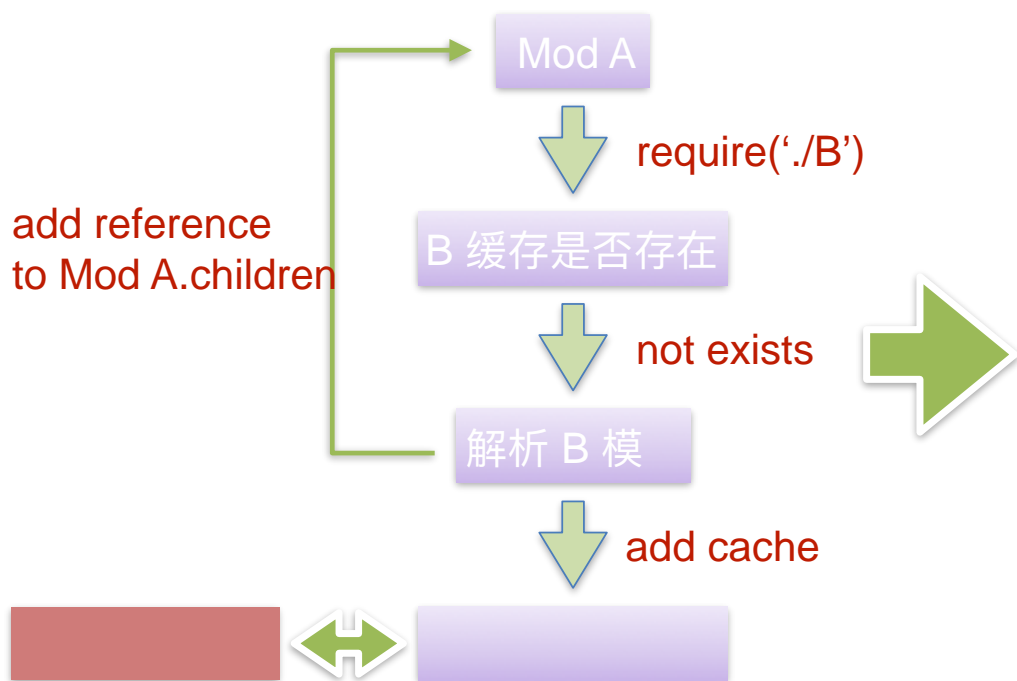 Mod A
require(‘./B’)
add reference
to Mod A.children
B 缓存是否存在
not exists
解析 B 模
add cache